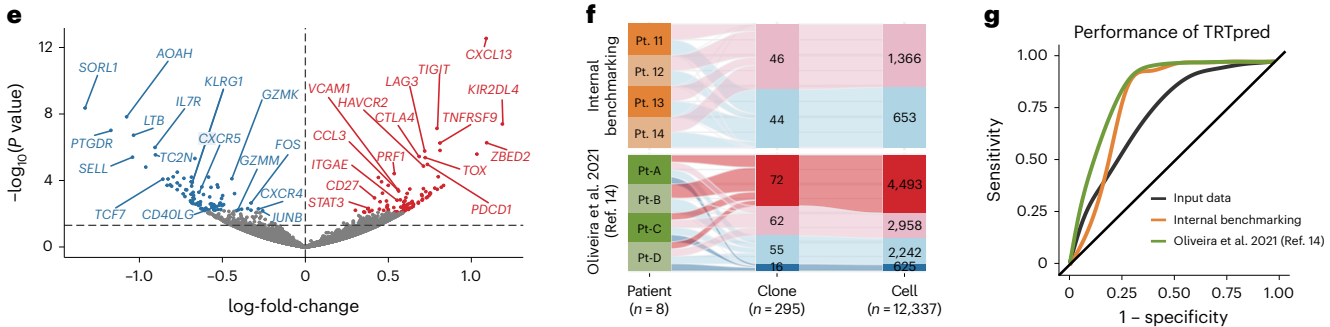 e
−log10(P value)
12
8
4
0
−1.0
−0.5
0
0.5
1.0
log-fold-change
SORL1
AOAH
PTGDR
LTB
IL7R
KLRG1
GZMK
SELL
TC2N
CXCR5
FOS
GZMM
TCF7
CD40LG
CXCR4
JUNB
CXCL13
TIGIT
LAG3
KIR2DL4
VCAM1
HAVCR2
CTLA4
TNFRSF9
CCL3
PRF1
ZBED2
ITGAE
TOX
CD27
STAT3
PDCD1
f
Internal
benchmarking
Pt. 11
Pt. 12
Pt. 13
Pt. 14
46
44
1,366
653
Oliveira et al. 2021
(Ref. 14)
Pt-A
Pt-B
Pt-C
Pt-D
72
62
55
16
4,493
2,958
2,242
625
Patient
(n = 8)
Clone
(n = 295)
Cell
(n = 12,337)
g
Performance of TRTpred
Sensitivity
1.00
0.75
0.50
0.25
0
Input data
Internal benchmarking
Oliveira et al. 2021 (Ref. 14)
0
0.25
0.50
0.75
1.00
1 − specificity